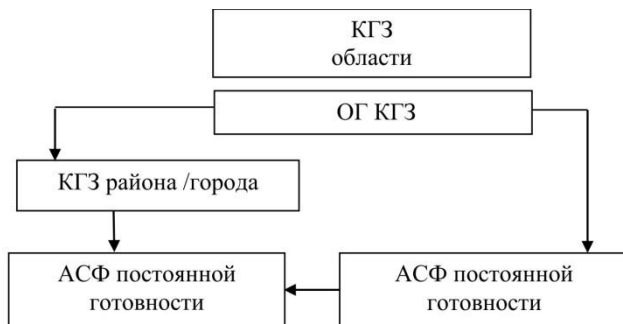 КГЗ
области
ОГ КГЗ
КГЗ района /города
АСФ постоянной
готовности
АСФ постоянной
готовности